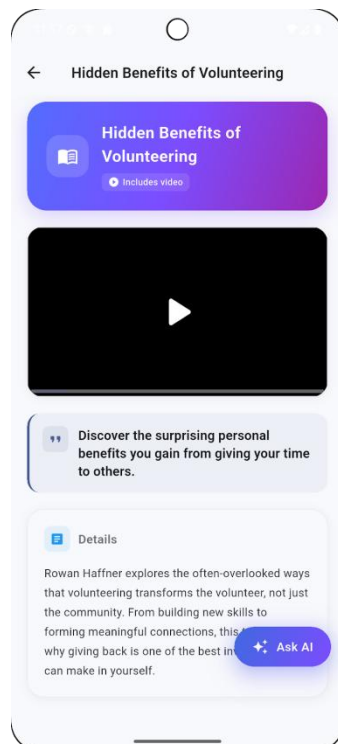 Hidden Benefits of Volunteering
Hidden Benefits of
Volunteering
Includes video
Discover the surprising personal
benefits you gain from giving your time
to others.
Details
Rowan Haffner explores the often-overlooked ways
that volunteering transforms the volunteer, not just
the community. From building new skills to
forming meaningful connections, this
why giving back is one of the best
can make in yourself.
Ask AI